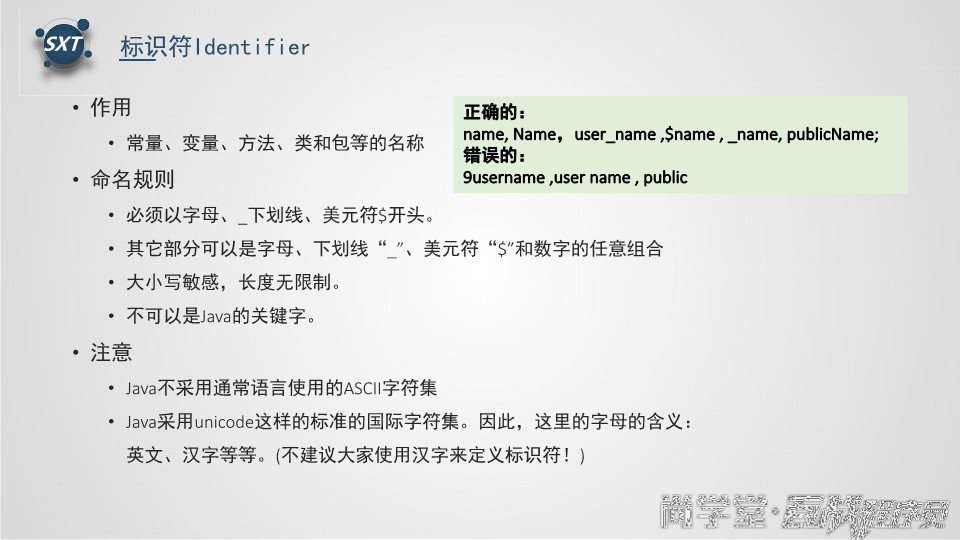 SXT
标识符Identifier
• 作用
• 常量、变量、方法、类和包等的名称
正确的：
name, Name，user_name ,$name , _name, publicName;
错误的：
9username ,user name , public
• 命名规则
• 必须以字母、_下划线、美元符$开头。
• 其它部分可以是字母、下划线“_”、美元符“$”和数字的任意组合
• 大小写敏感，长度无限制。
• 不可以是Java的关键字。
• 注意
• Java不采用通常语言使用的ASCII字符集
• Java采用unicode这样的标准的国际字符集。因此，这里的字母的含义：
英文、汉字等等。(不建议大家使用汉字来定义标识符！)
尚学堂·